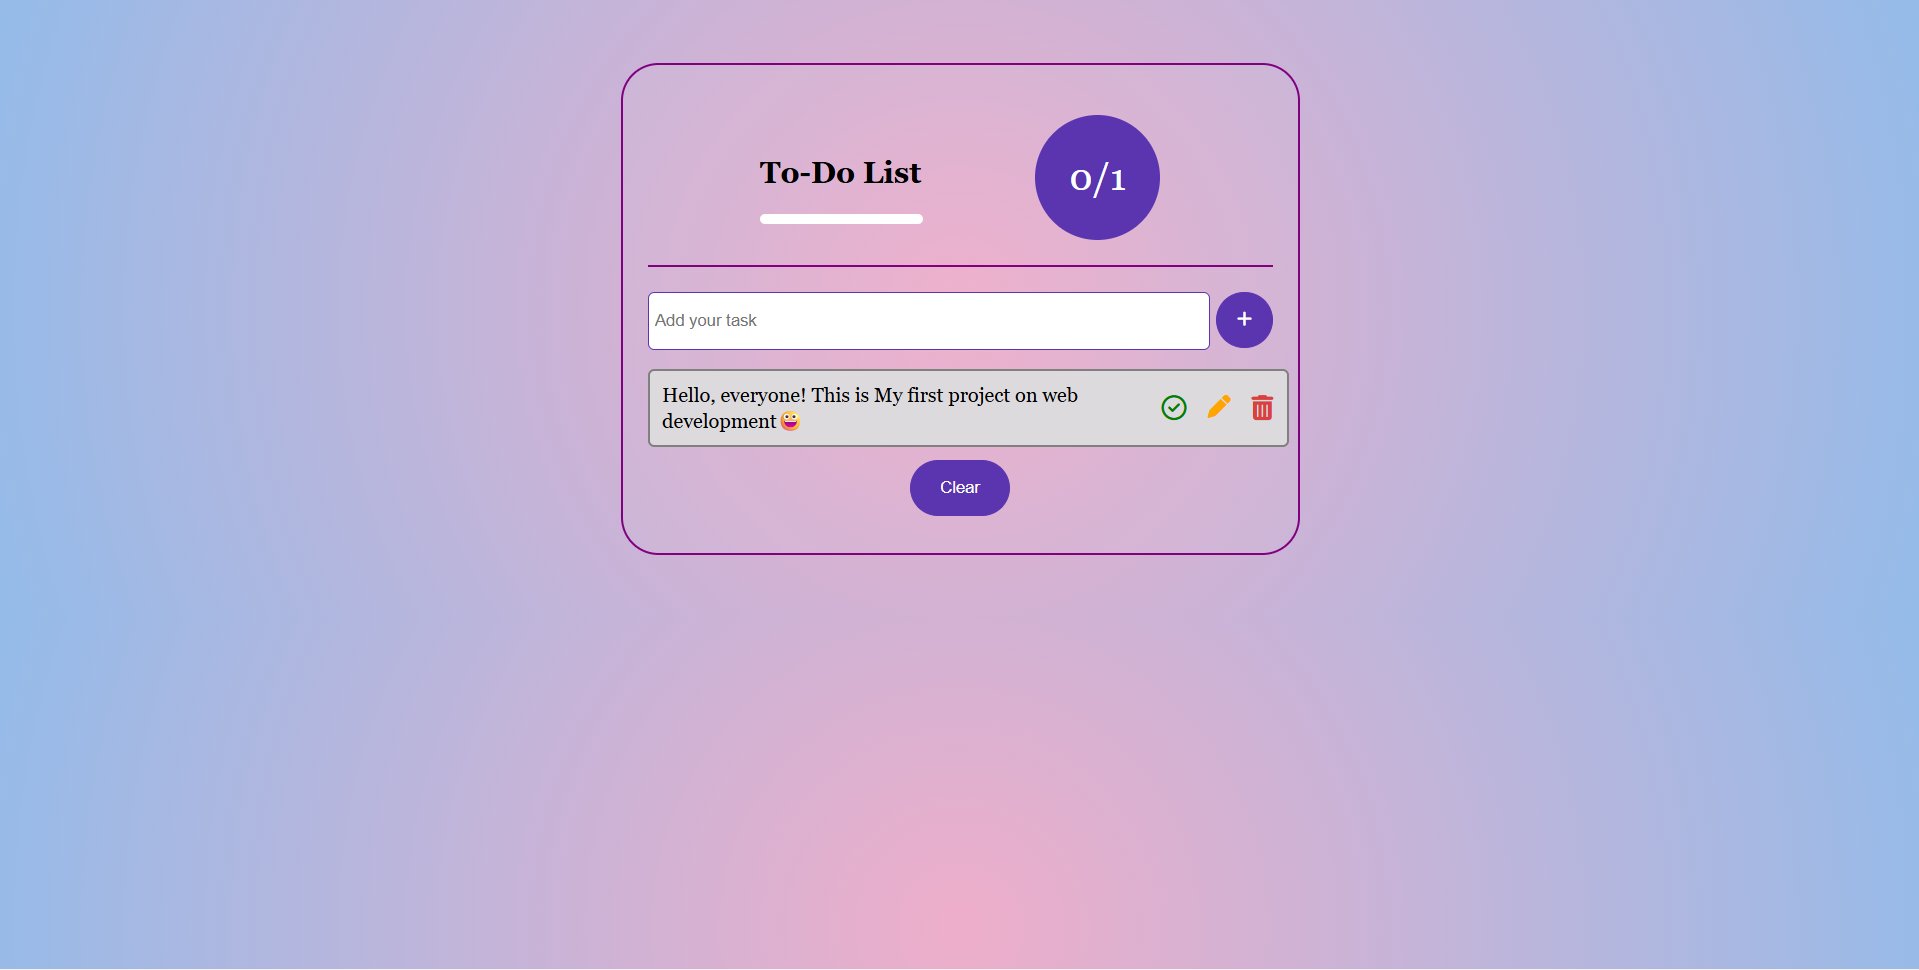 To-Do List
0/1
Add your task
+
Hello, everyone! This is My first project on web
development😀
Clear